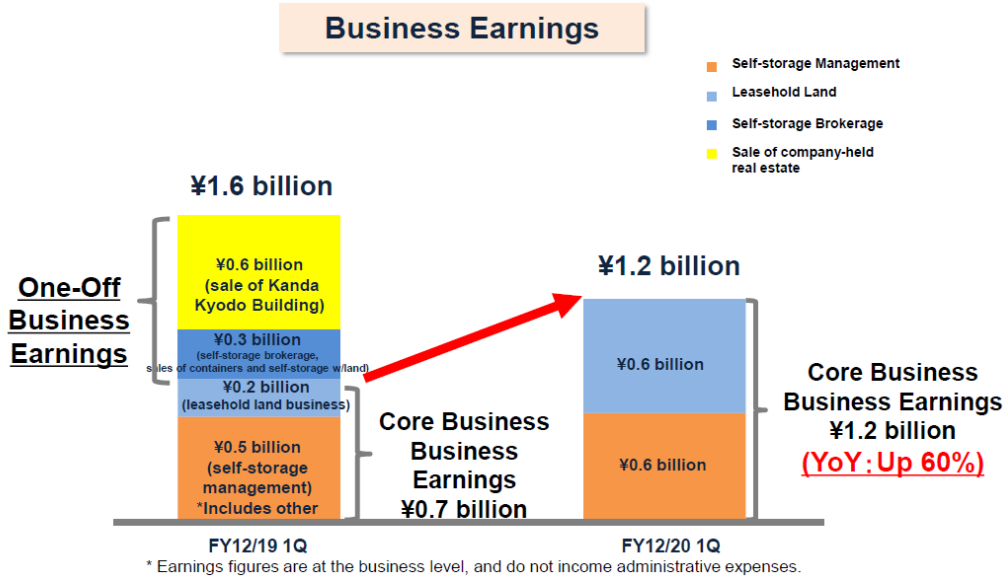 Business Earnings
Self-storage Management
Leasehold Land
Self-storage Brokerage
Sale of company-held
real estate
¥1.6 billion
¥0.6 billion
(sale of Kanda
Kyodo Building)
¥0.3 billion
(self-storage brokerage,
sales of containers and self-storage w/land)
¥0.2 billion
(leasehold land business)
¥0.5 billion
(self-storage
management)
*Includes other
One-Off
Business
Earnings
Core Business
Business
Earnings
¥0.7 billion
¥1.2 billion
¥0.6 billion
¥0.6 billion
Core Business
Business Earnings
¥1.2 billion
(YoY:Up 60%)
FY12/19 1Q
FY12/20 1Q
* Earnings figures are at the business level, and do not income administrative expenses.